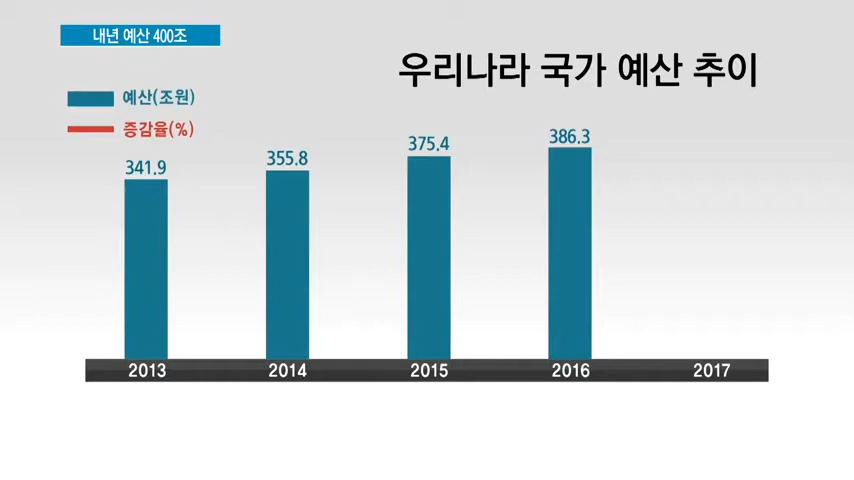 내년 예산 400조
우리나라 국가 예산 추이
예산(조원)
증감율(%)
341.9
355.8
375.4
386.3
2013 2014 2015 2016 2017